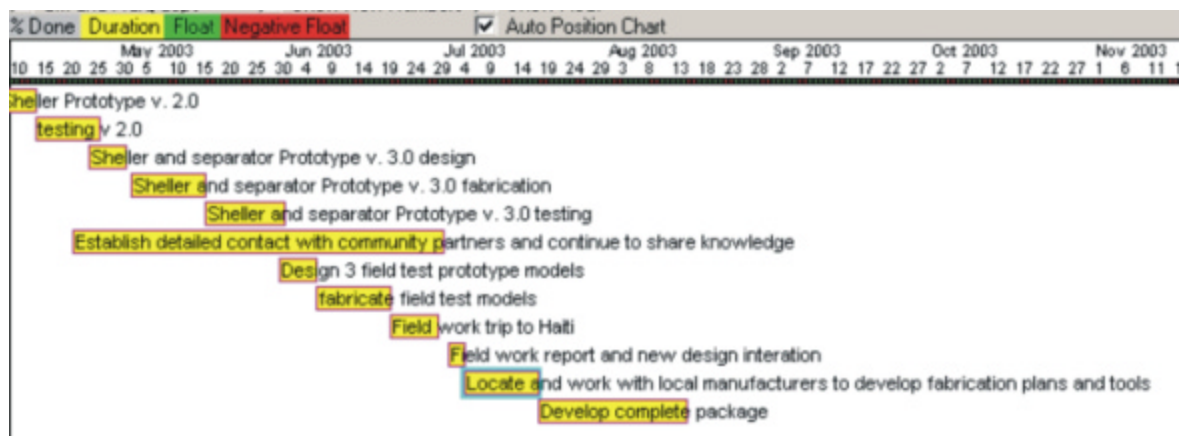 % Done Duration Float Negative Float Auto Position Chart
May 2003 Jun 2003 Jul 2003 Aug 2003 Sep 2003 Oct 2003 Nov 2003
10 15 20 25 30 5 10 15 20 25 30 4 9 14 19 24 29 4 9 14 19 24 29 3 8 13 18 23 28 2 7 12 17 22 27 2 7 12 17 22 27 1 6 11
Sheller Prototype v. 2.0
testing v 2.0
Sheller and separator Prototype v. 3.0 design
Sheller and separator Prototype v. 3.0 fabrication
Sheller and separator Prototype v. 3.0 testing
Establish detailed contact with community partners and continue to share knowledge
Design 3 field test prototype models
fabricate field test models
Field work trip to Haiti
Field work report and new design interation
Locate and work with local manufacturers to develop fabrication plans and tools
Develop complete package